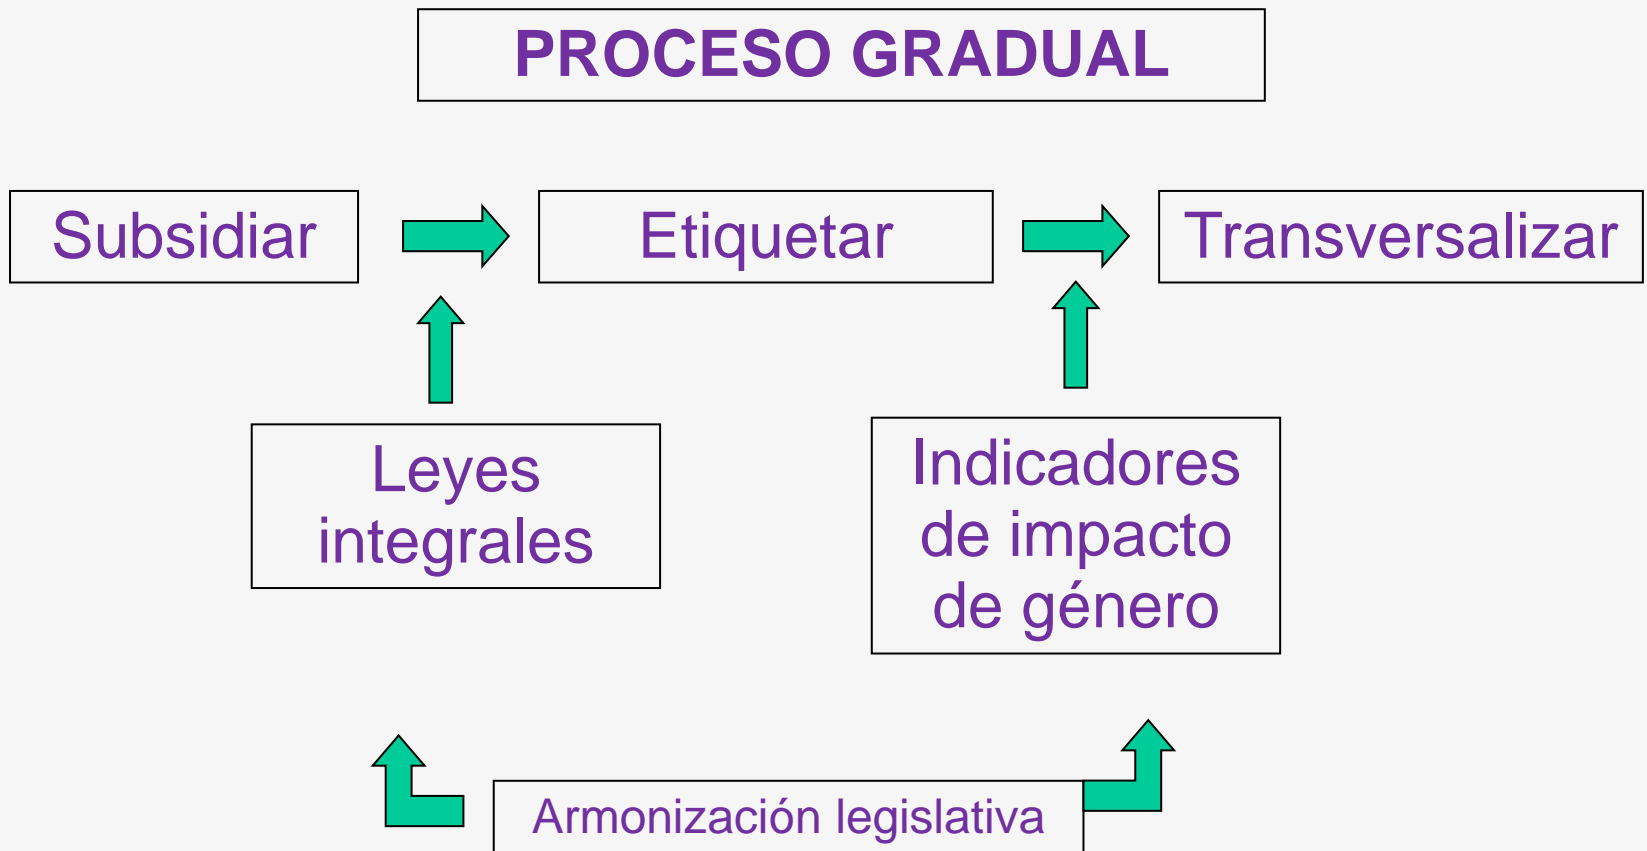 PROCESO GRADUAL
Subsidiar
Etiquetar
Transversalizar
Leyes
integrales
Indicadores
de impacto
de género
Armonización legislativa